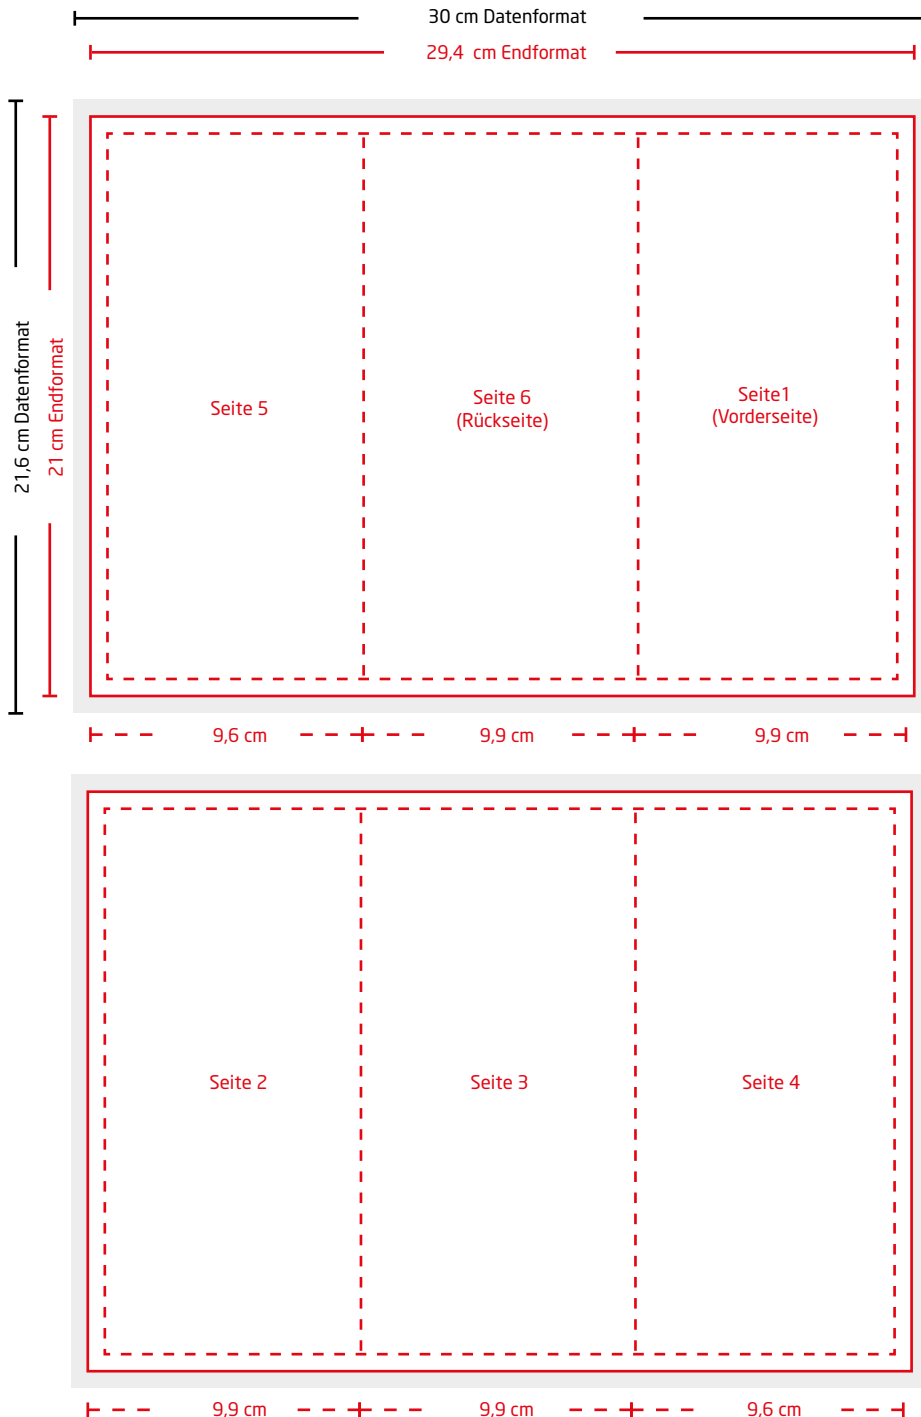 30 cm Datenformat
29,4 cm Endformat
21,6 cm Datenformat
21 cm Endformat
Seite 5
Seite 6
(Rückseite)
Seite1
(Vorderseite)
9,6 cm
9,9 cm
9,9 cm
Seite 2
Seite 3
Seite 4
9,9 cm
9,9 cm
9,6 cm